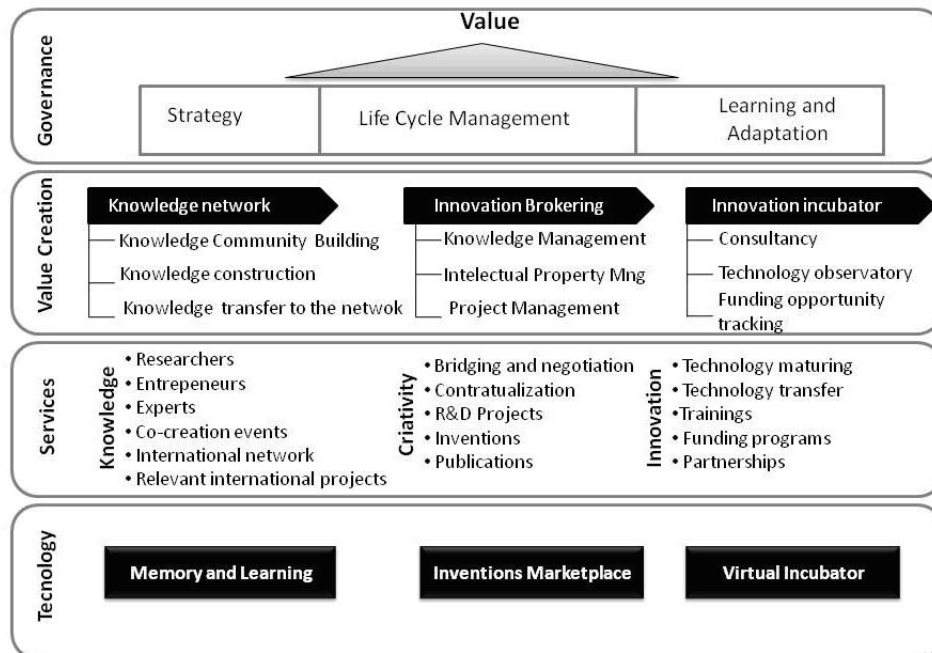 Value
Governance
Strategy
Life Cycle Management
Learning and
Adaptation
Value Creation
Knowledge network
Knowledge Community Building
Knowledge construction
Knowledge transfer to the netwok
Innovation Brokering
Knowledge Management
Intelectual Property Mng
Project Management
Innovation incubator
Consultancy
Technology observatory
Funding opportunity
tracking
Services
Knowledge
• Researchers
• Entrepeneurs
• Experts
• Co-creation events
• International network
• Relevant international projects
Criativity
• Bridging and negotiation
• Contratualization
• R&D Projects
• Inventions
• Publications
Innovation
• Technology maturing
• Technology transfer
•Trainings
• Funding programs
• Partnerships
Tecnology
Memory and Learning
Inventions Marketplace
Virtual Incubator